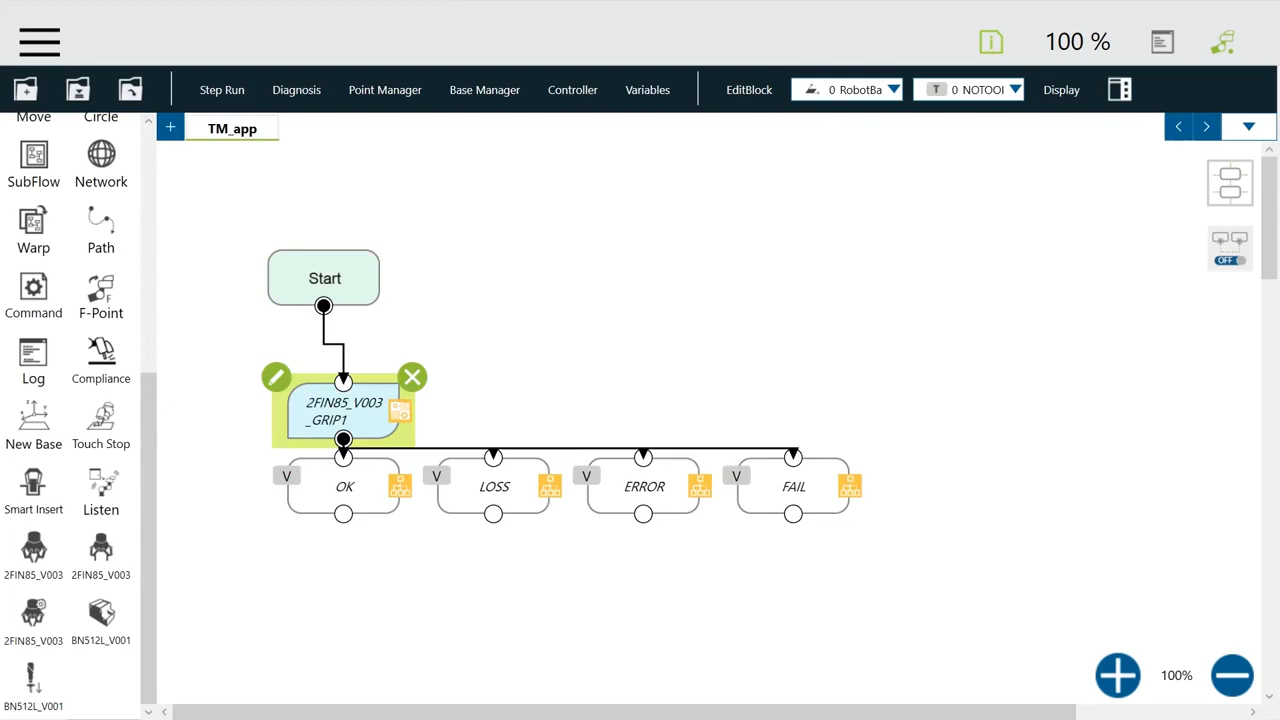 100 %
Step Run
Diagnosis
Point Manager
Base Manager
Controller
Variables
EditBlock
0 RobotBa
T 0 NOTOOI
Display
Move
Circle
TM_app
SubFlow
Network
Warp
Path
OFF
Start
Command
F-Point
F
Log
Compliance
2FIN85_V003
_GRIP1
New Base
Touch Stop
V
OK
V
LOSS
V
ERROR
V
FAIL
Smart Insert
Listen
2FIN85_V003
2FIN85_V003
2FIN85_V003
BN512L_V001
100%
BN512L_V001